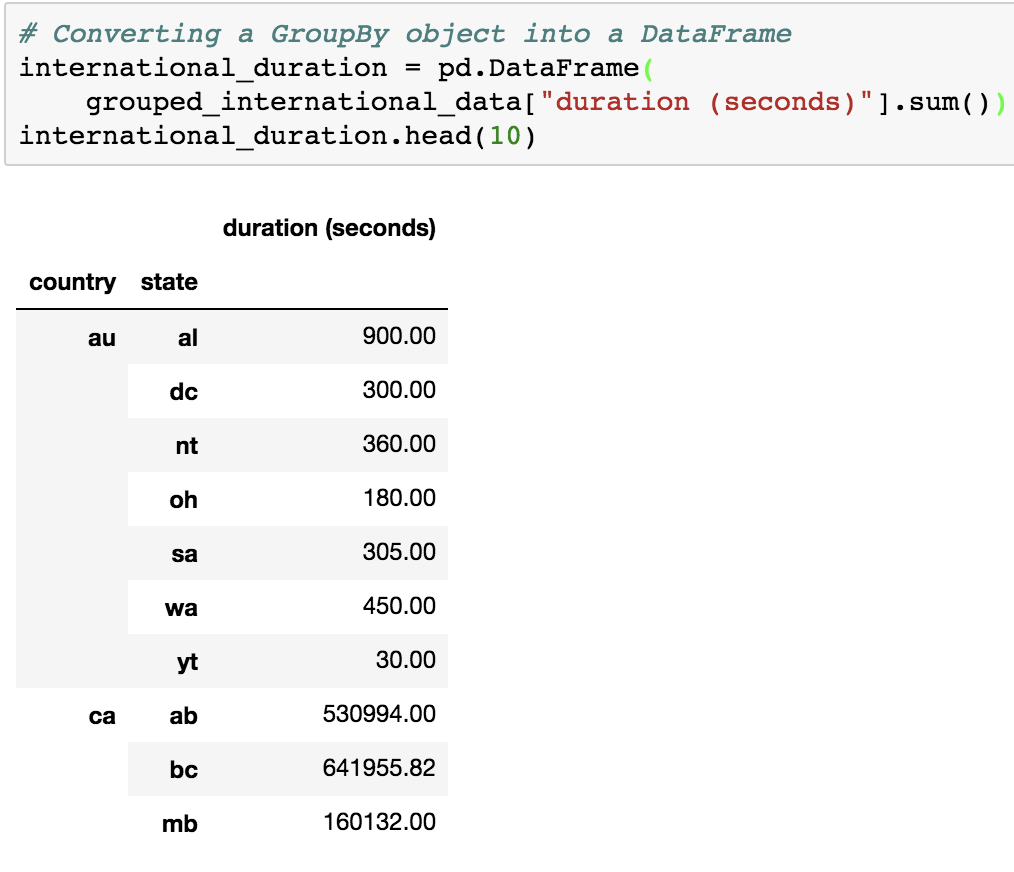 # Converting a GroupBy object into a DataFrame
international_duration = pd.DataFrame(
    grouped_international_data["duration (seconds)"].sum())
international_duration.head(10)
duration (seconds)
country state
au al 900.00
dc 300.00
nt 360.00
oh 180.00
sa 305.00
wa 450.00
yt 30.00
ca ab 530994.00
bc 641955.82
mb 160132.00